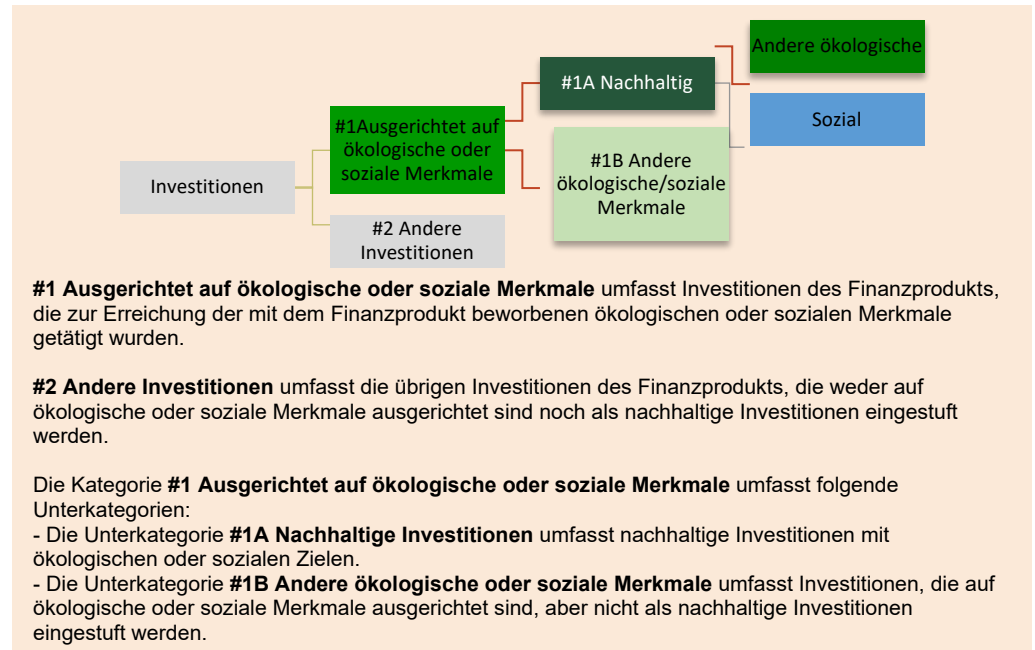 Andere ökologische
#1A Nachhaltig
Sozial
#1Ausgerichtet auf
ökologische oder
soziale Merkmale
#1B Andere
ökologische/soziale
Merkmale
Investitionen
#2 Andere
Investitionen
#1 Ausgerichtet auf ökologische oder soziale Merkmale umfasst Investitionen des Finanzprodukts,
die zur Erreichung der mit dem Finanzprodukt beworbenen ökologischen oder sozialen Merkmale
getätigt wurden.
#2 Andere Investitionen umfasst die übrigen Investitionen des Finanzprodukts, die weder auf
ökologische oder soziale Merkmale ausgerichtet sind noch als nachhaltige Investitionen eingestuft
werden.
Die Kategorie #1 Ausgerichtet auf ökologische oder soziale Merkmale umfasst folgende
Unterkategorien:
- Die Unterkategorie #1A Nachhaltige Investitionen umfasst nachhaltige Investitionen mit
ökologischen oder sozialen Zielen.
- Die Unterkategorie #1B Andere ökologische oder soziale Merkmale umfasst Investitionen, die auf
ökologische oder soziale Merkmale ausgerichtet sind, aber nicht als nachhaltige Investitionen
eingestuft werden.